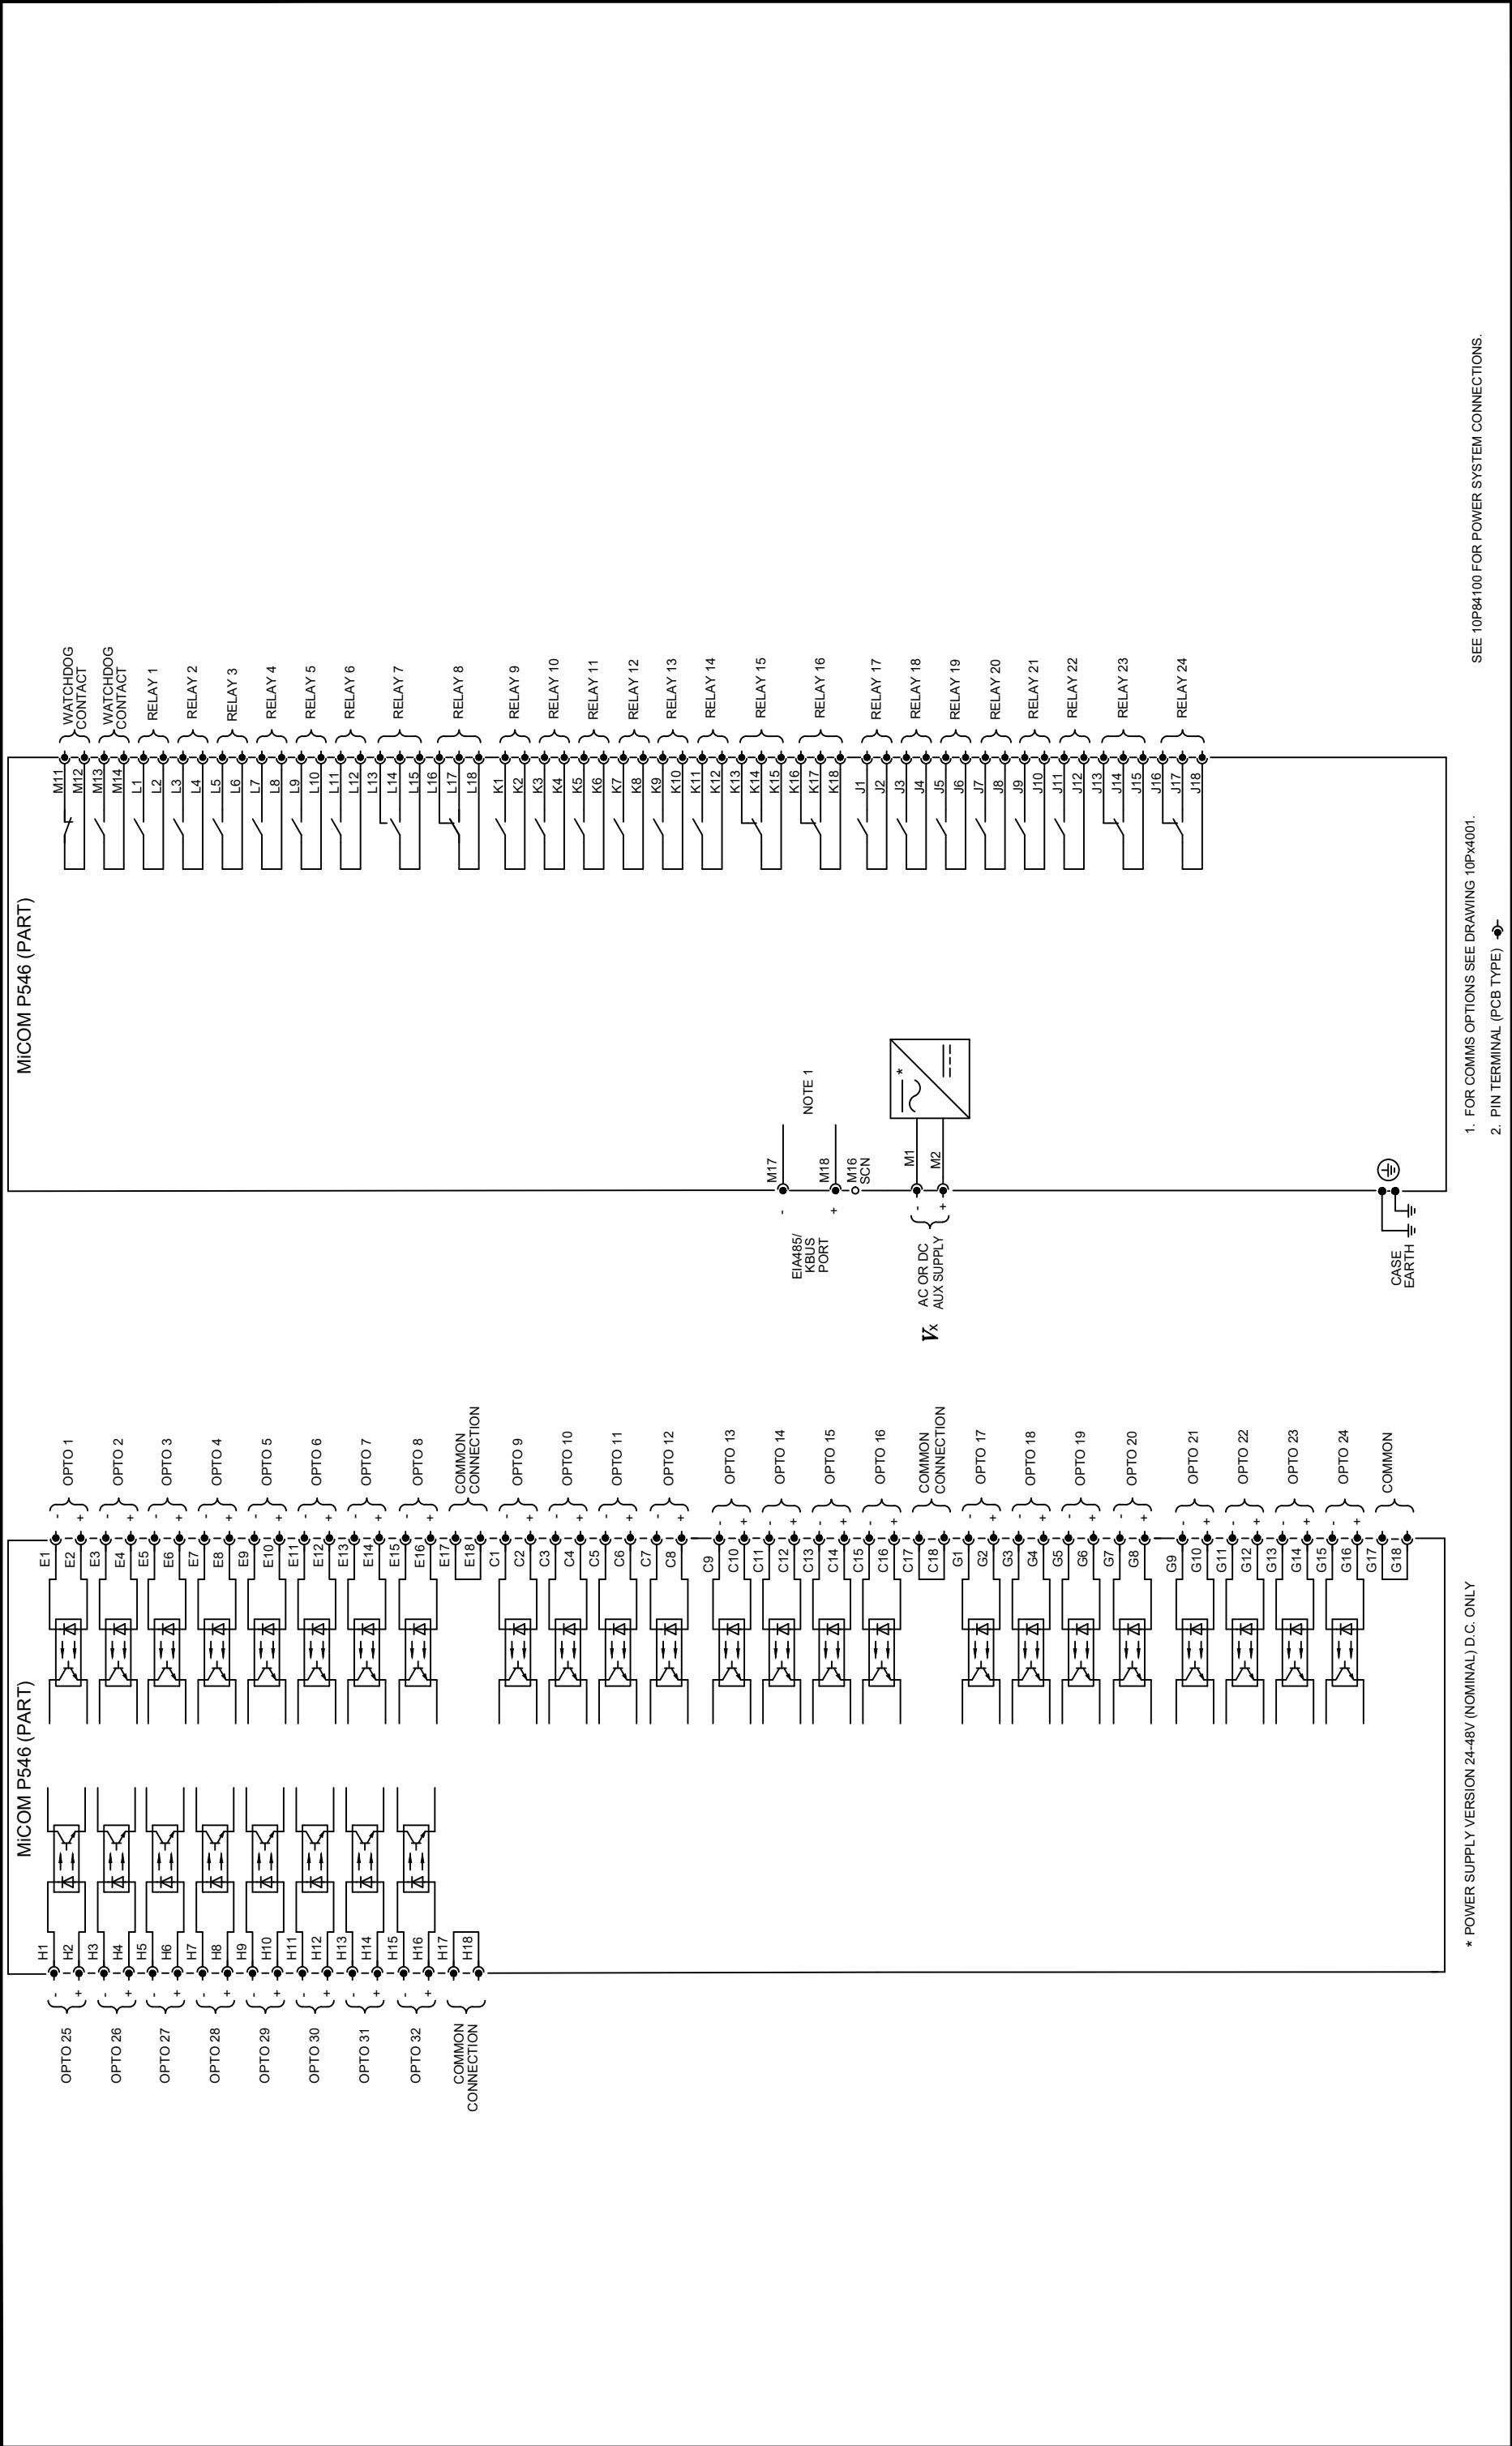 MiCOM P546 (PART)
OPTO 25
-
H1
+
H2
OPTO 26
-
H3
+
H4
OPTO 27
-
H5
+
H6
OPTO 28
-
H7
+
H8
OPTO 29
-
H9
+
H10
OPTO 30
-
H11
+
H12
OPTO 31
-
H13
+
H14
OPTO 32
-
H15
+
H16
COMMON
CONNECTION
H17
H18
E1
-
E2
+
OPTO 1
E3
-
E4
+
OPTO 2
E5
-
E6
+
OPTO 3
E7
-
E8
+
OPTO 4
E9
-
E10
+
OPTO 5
E11
-
E12
+
OPTO 6
E13
-
E14
+
OPTO 7
E15
-
E16
+
OPTO 8
E17
E18
COMMON
CONNECTION
C1
-
C2
+
OPTO 9
C3
-
C4
+
OPTO 10
C5
-
C6
+
OPTO 11
C7
-
C8
+
OPTO 12
C9
-
C10
+
OPTO 13
C11
-
C12
+
OPTO 14
C13
-
C14
+
OPTO 15
C15
-
C16
+
OPTO 16
C17
C18
COMMON
CONNECTION
G1
-
G2
+
OPTO 17
G3
-
G4
+
OPTO 18
G5
-
G6
+
OPTO 19
G7
-
G8
+
OPTO 20
G9
-
G10
+
OPTO 21
G11
-
G12
+
OPTO 22
G13
-
G14
+
OPTO 23
G15
-
G16
+
OPTO 24
G17
G18
COMMON
* POWER SUPPLY VERSION 24-48V (NOMINAL) D.C. ONLY
MiCOM P546 (PART)
EIA485/
KBUS
PORT
-
M17
+
M18
M16
SCN
NOTE 1
Vx
AC OR DC
AUX SUPPLY
-
M1
+
M2
*
CASE
EARTH
M11
M12
WATCHDOG
CONTACT
M13
M14
WATCHDOG
CONTACT
L1
L2
RELAY 1
L3
L4
RELAY 2
L5
L6
RELAY 3
L7
L8
RELAY 4
L9
L10
RELAY 5
L11
L12
RELAY 6
L13
L14
L15
RELAY 7
L16
L17
L18
RELAY 8
K1
K2
RELAY 9
K3
K4
RELAY 10
K5
K6
RELAY 11
K7
K8
RELAY 12
K9
K10
RELAY 13
K11
K12
RELAY 14
K13
K14
K15
RELAY 15
K16
K17
K18
RELAY 16
J1
J2
RELAY 17
J3
J4
RELAY 18
J5
J6
RELAY 19
J7
J8
RELAY 20
J9
J10
RELAY 21
J11
J12
RELAY 22
J13
J14
J15
RELAY 23
J16
J17
J18
RELAY 24
1. FOR COMMS OPTIONS SEE DRAWING 10Px4001.
2. PIN TERMINAL (PCB TYPE)
SEE 10P84100 FOR POWER SYSTEM CONNECTIONS.